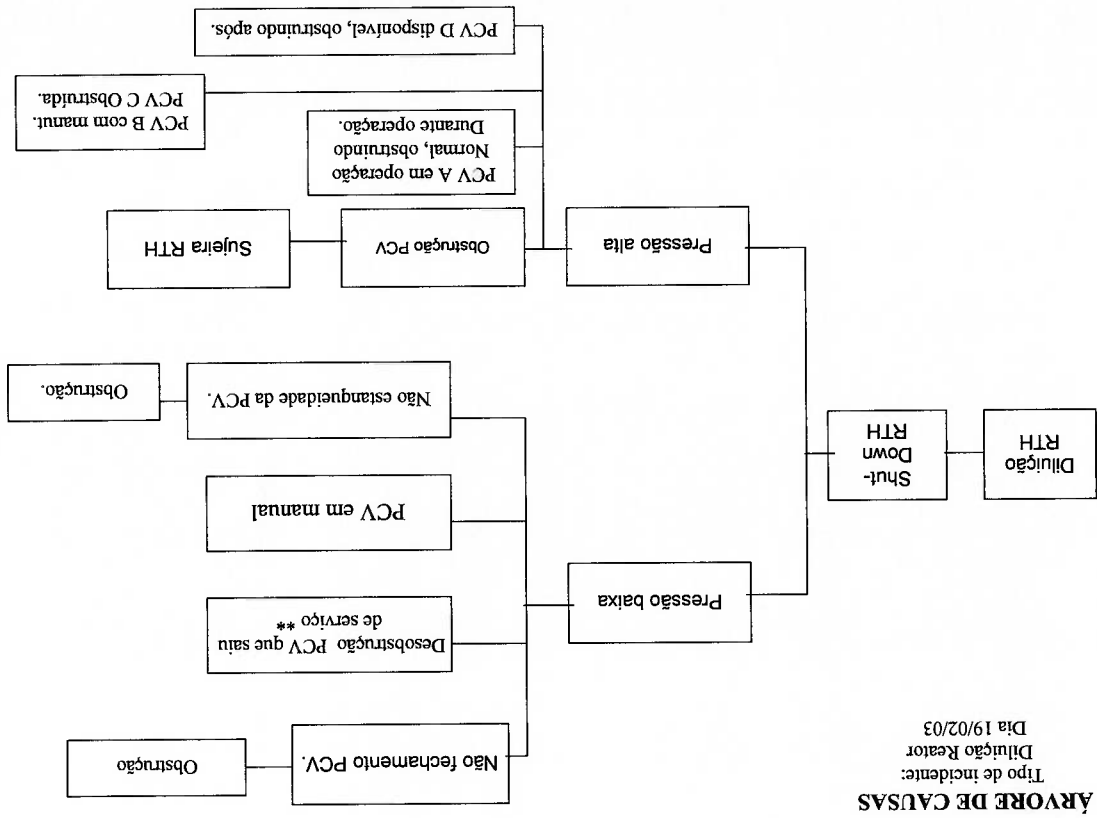 ÁRVORE DE CAUSAS
Tipo de incidente:
Diluição Reator
Dia 19/02/03
Diluição
RTH
Shut-
Down
RTH
Pressão baixa
Não fechamento PCV.
Obstrução
Desobstrução PCV que saiu
de serviço **
PCV em manual
Não estanqueidade da PCV.
Obstrução.
Pressão alta
Obstrução PCV
Sujeira RTH
PCV A em operação
Normal, obstruindo
Durante operação.
PCV B com manut.
PCV C Obstruída.
PCV D disponível, obstruindo após.